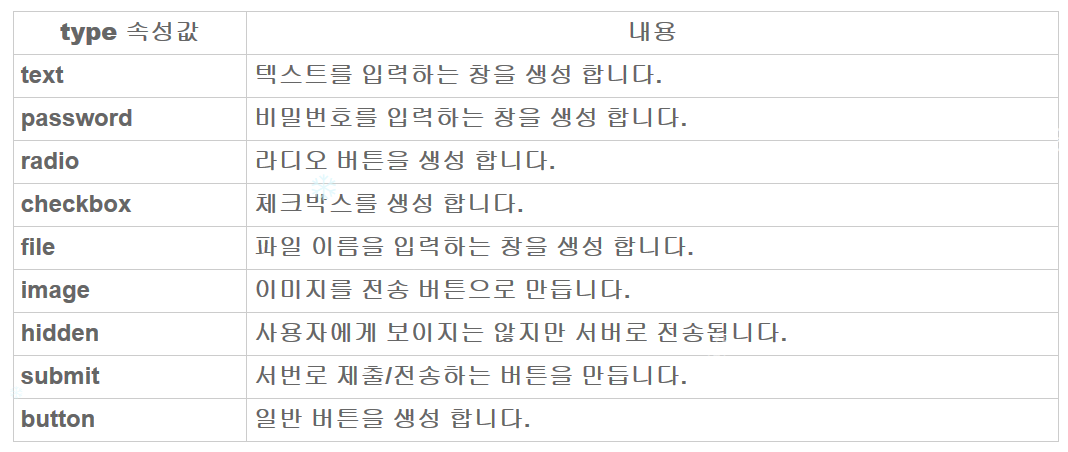 type 속성값 내용
text 텍스트를 입력하는 창을 생성 합니다.
password 비밀번호를 입력하는 창을 생성 합니다.
radio 라디오 버튼을 생성 합니다.
checkbox 체크박스를 생성 합니다.
file 파일 이름을 입력하는 창을 생성 합니다.
image 이미지를 전송 버튼으로 만듭니다.
hidden 사용자에게 보이지는 않지만 서버로 전송됩니다.
submit 서번로 제출/전송하는 버튼을 만듭니다.
button 일반 버튼을 생성 합니다.